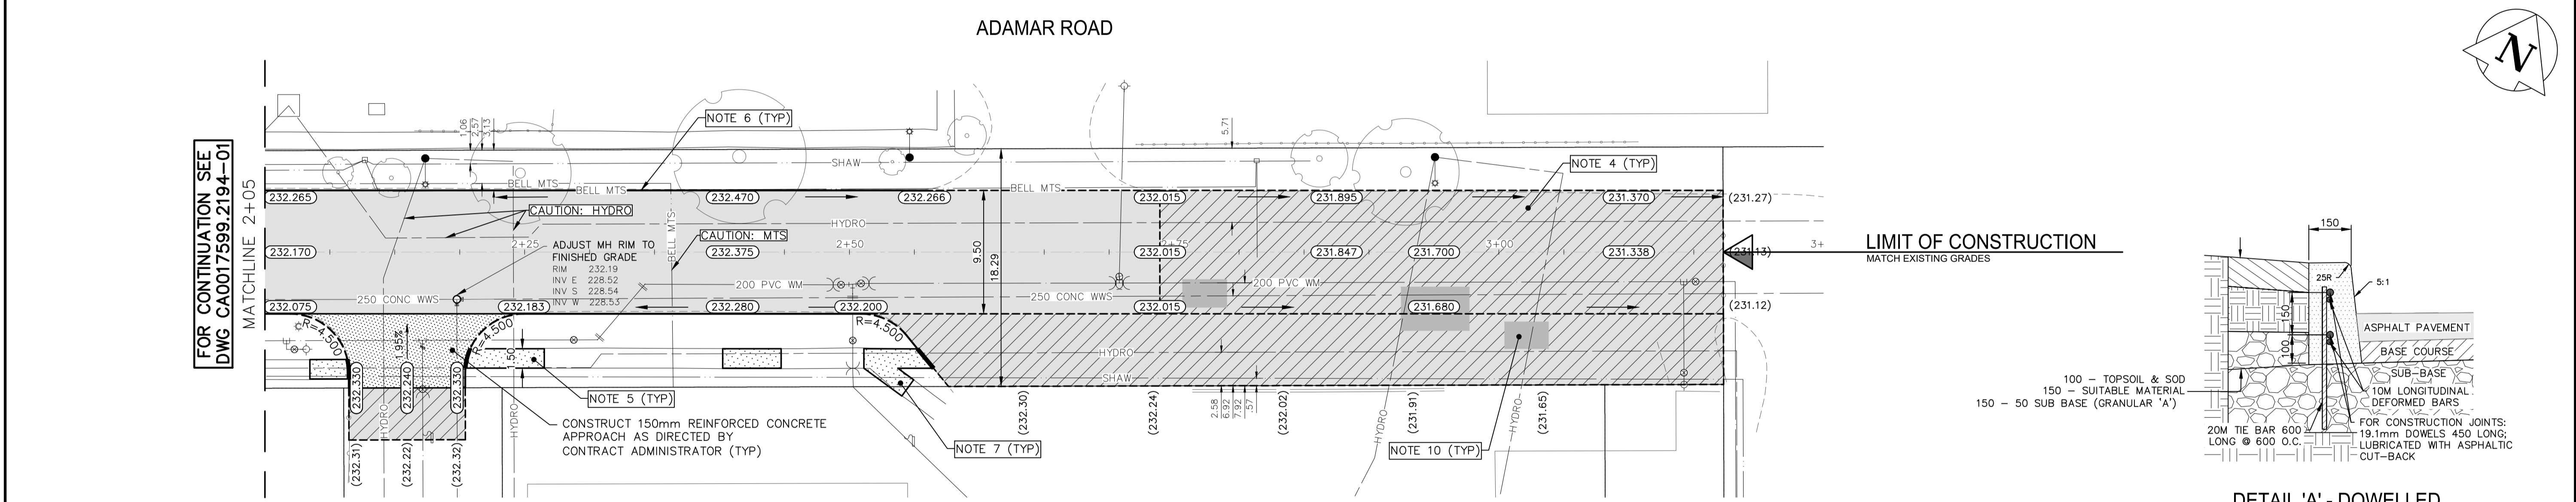 ADAMAR ROAD
N
FOR CONTINUATION SEE
DWG CA0017599.2194-01
MATCHLINE 2+05
1.06
2.57
3.13
NOTE 6 (TYP)
SHAW
5.71
NOTE 4 (TYP)
BELL MTS
BELL MTS
BELL MTS
232.265
232.470
232.266
232.015
231.895
231.370
(231.27)
CAUTION: HYDRO
HYDRO
BELL MTS
CAUTION: MTS
9.50
18.29
2+25
2+50
2+75
3+00
3+
232.170
232.375
232.015
231.847
231.700
231.338
(231.13)
LIMIT OF CONSTRUCTION
MATCH EXISTING GRADES
ADJUST MH RIM TO
FINISHED GRADE
RIM 232.19
INV E 228.52
INV S 228.54
INV W 228.53
200 PVC WM
200 PVC WM
250 CONC WWS
250 CONC WWS
232.075
232.183
232.280
232.200
232.015
231.680
(231.12)
R=4.500
R=4.500
R=4.500
1.95%
1.50
HYDRO
SHAW
232.330
232.240
232.330
NOTE 5 (TYP)
CONSTRUCT 150mm REINFORCED CONCRETE
APPROACH AS DIRECTED BY
CONTRACT ADMINISTRATOR (TYP)
NOTE 7 (TYP)
NOTE 10 (TYP)
HYDRO
HYDRO
HYDRO
HYDRO
(232.31)
(232.22)
(232.32)
(232.30)
(232.24)
(232.02)
(231.91)
(231.65)
2.58
6.92
7.92
.57
150
25R
5:1
150
100
ASPHALT PAVEMENT
BASE COURSE
SUB-BASE
10M LONGITUDINAL
DEFORMED BARS
100 - TOPSOIL & SOD
150 - SUITABLE MATERIAL
150 - 50 SUB BASE (GRANULAR 'A')
20M TIE BAR 600
LONG @ 600 O.C.
FOR CONSTRUCTION JOINTS:
19.1mm DOWELS 450 LONG;
LUBRICATED WITH ASPHALTIC
CUT-BACK
DETAIL 'A' - DOWELLED